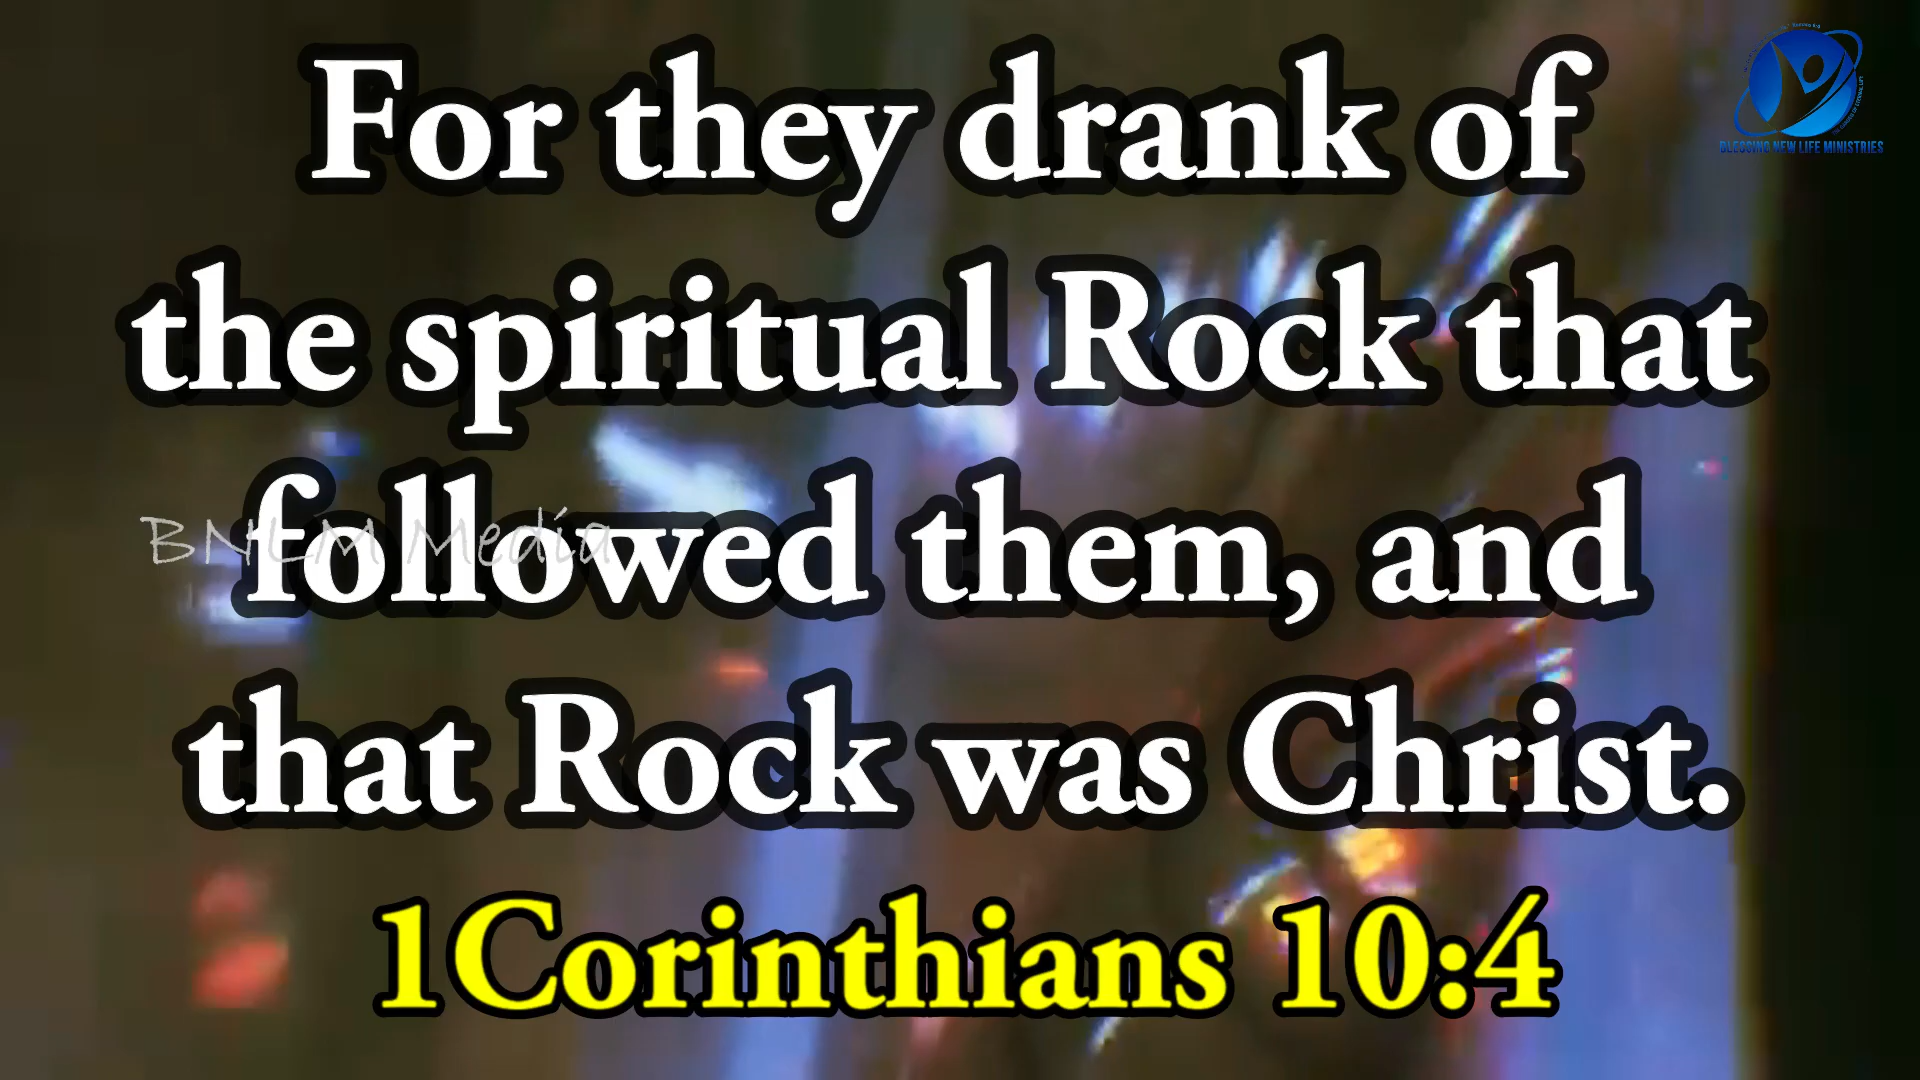 BLESSING NEW LIFE MINISTRIES
For they drank of
the spiritual Rock that
followed them, and
BNLM Media
that Rock was Christ.
1Corinthians 10:4